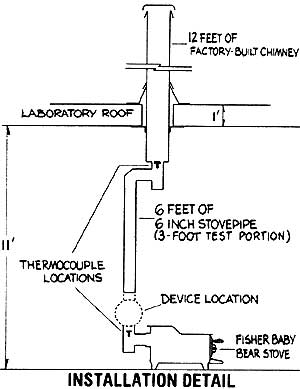 12 FEET OF
FACTORY-BUILT CHIMNEY
LABORATORY ROOF
1'
11'
6 FEET OF
6 INCH STOVEPIPE
(3-FOOT TEST PORTION)
THERMOCOUPLE
LOCATIONS
T
DEVICE LOCATION
T
FISHER BABY
BEAR STOVE
INSTALLATION DETAIL